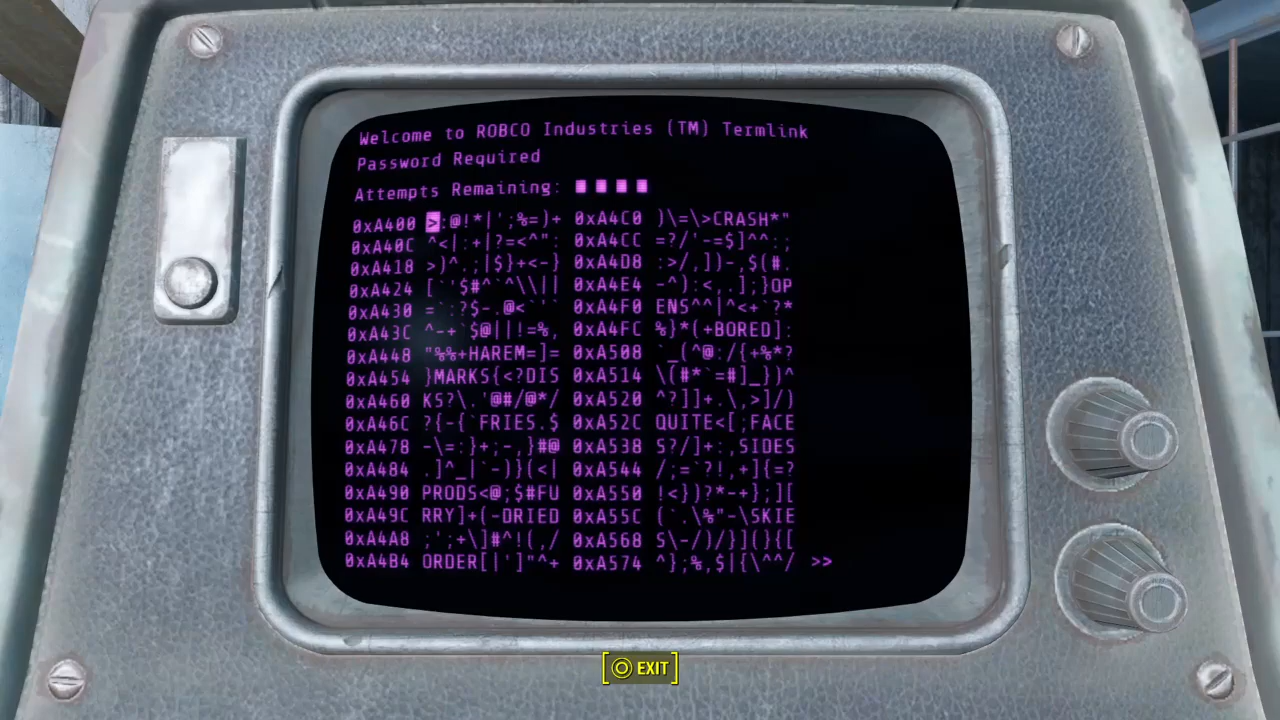 Welcome to ROBCO Industries (TM) Termlink
Password Required
Attempts Remaining:
0xA400 >:@!*|';%=)+ 0xA4C0 )\=\>CRASH*"
0xA40C ^<|:+|?=<^": 0xA4CC =?/'-=$]^^:;
0xA418 >)^.;|$}+<-} 0xA4D8 :>/,])-,$(#.
0xA424 [`'$#^`^\\|| 0xA4E4 -^):<,.];}OP
0xA430 =`:?$-.@<``` 0xA4F0 ENS^^|^<+`?*
0xA43C ^-+`$@||!=%, 0xA4FC %}*(+BORED]:
0xA448 "%%+HAREM=]= 0xA508 `_(^@:/{+%*?
0xA454 }MARKS{<?DIS 0xA514 \(#*`=#]_})^
0xA460 KS?\.'@#/@*/ 0xA520 ^?]]+.\,>]/)
0xA46C ?{-{`FRIES.$ 0xA52C QUITE<[;FACE
0xA478 -\=:}+;-,}#@ 0xA538 S?/]+:,SIDES
0xA484 .]^_|`-)}(<| 0xA544 /;=`?!,+]{=?
0xA490 PRODS<@;$#FU 0xA550 !<})?*-+};][
0xA49C RRY]+(-DRIED 0xA55C (`.\%"-\SKIE
0xA4A8 ;';+\]#^!(,/ 0xA568 S\-/)/}](}{[
0xA4B4 ORDER[|']"^+ 0xA574 ^};%,$|{\^^/ >>
EXIT